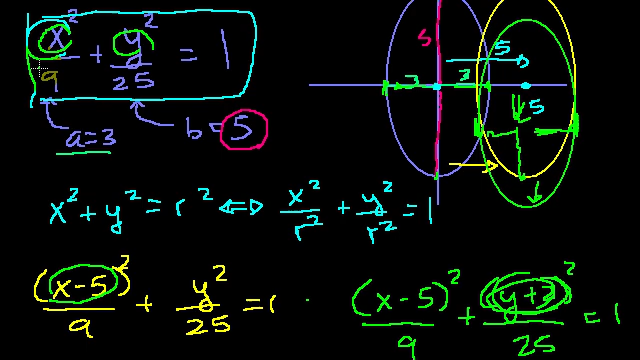 x²/9 + y²/25 = 1
a=3
b=5
5
5
3
3
5
x²+y²=r² ⇔ x²/r² + y²/r² = 1
(x-5)²/9 + y²/25 = 1
(x-5)²/9 + (y+3)²/25 = 1